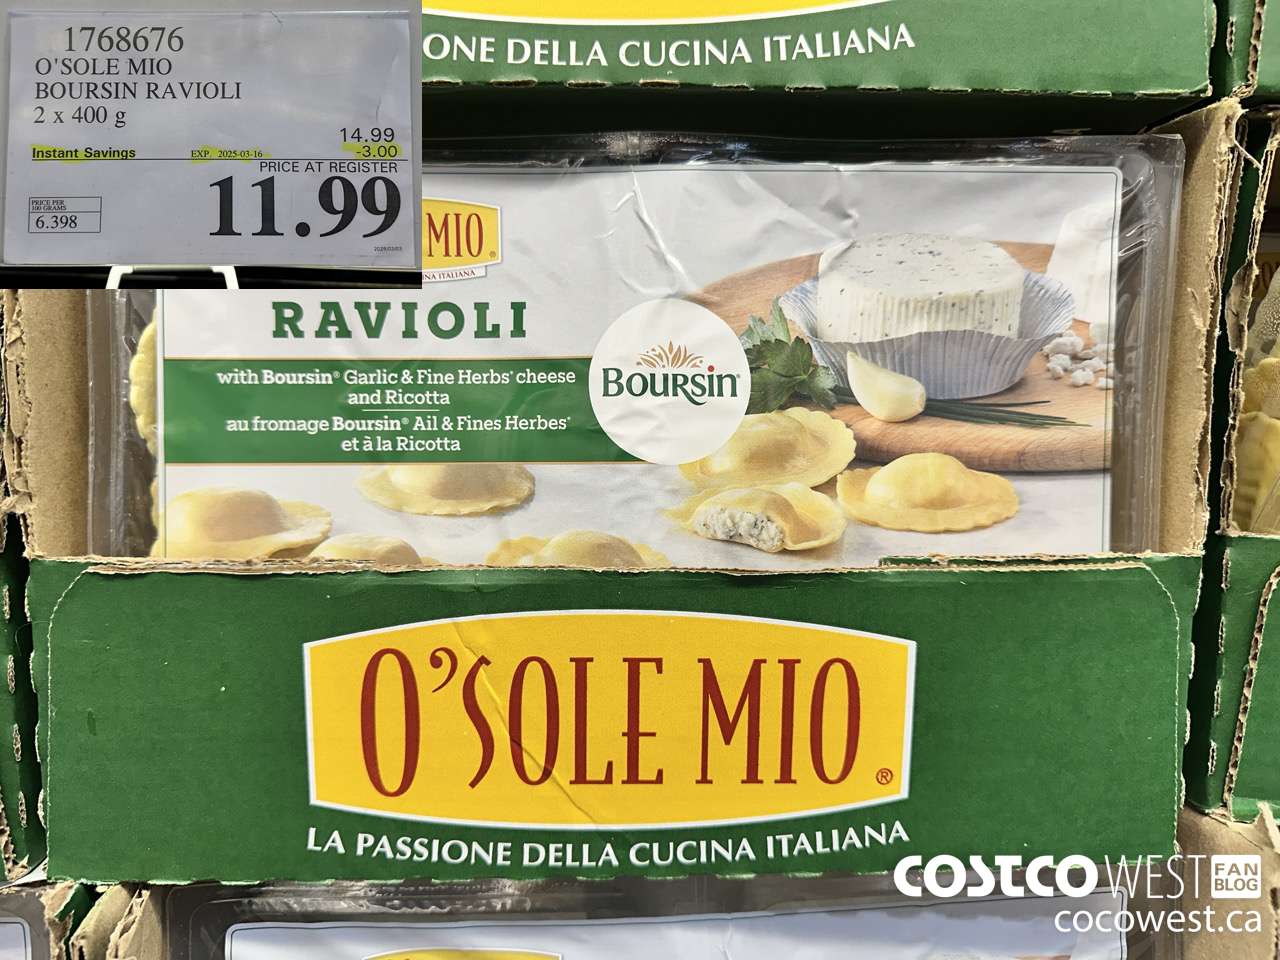 1768676
O'SOLE MIO
BOURSIN RAVIOLI
2 x 400 g
14.99
Instant Savings EXP. 2025-03-16 -3.00
PRICE AT REGISTER
11.99
PRICE PER
100 GRAMS
6.398
ONE DELLA CUCINA ITALIANA
MIO®
INA ITALIANA
RAVIOLI
with Boursin® Garlic & Fine Herbs* cheese
and Ricotta
au fromage Boursin® Ail & Fines Herbes*
et à la Ricotta
BOURSIN®
O'SOLE MIO®
LA PASSIONE DELLA CUCINA ITALIANA
COSTCO WEST FAN BLOG
cocowest.ca